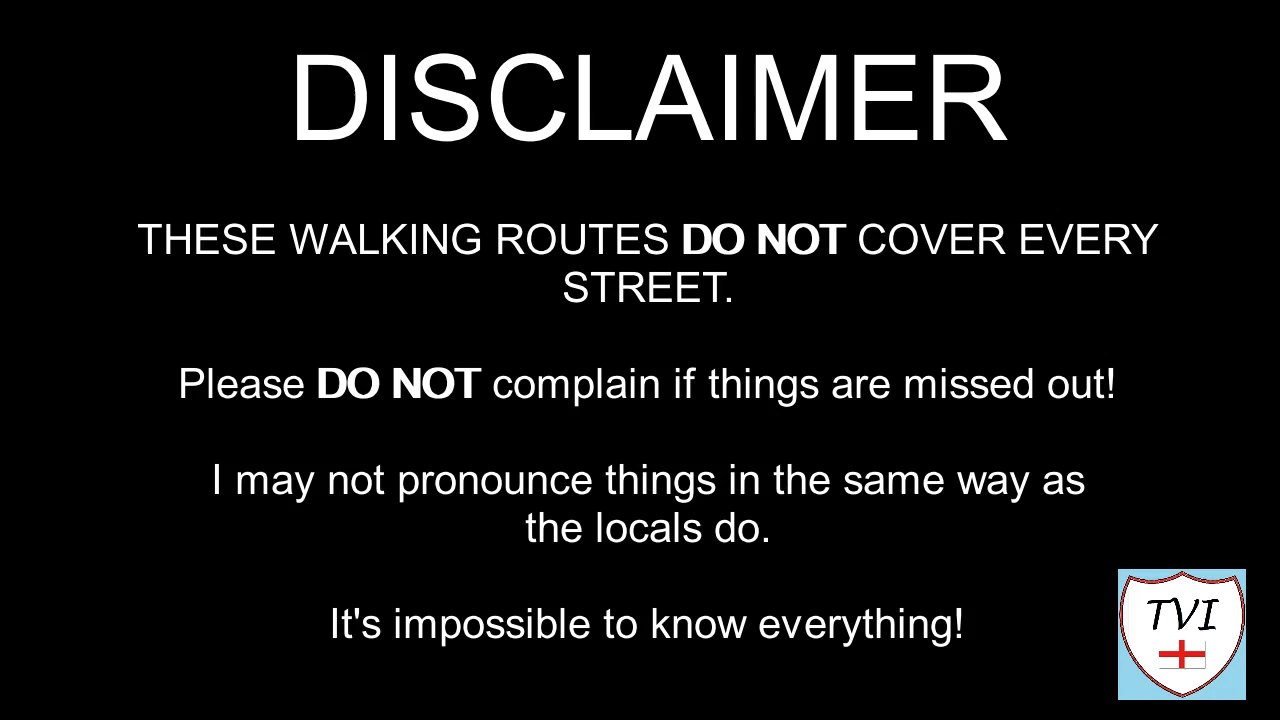 DISCLAIMER
THESE WALKING ROUTES DO NOT COVER EVERY
STREET.
Please DO NOT complain if things are missed out!
I may not pronounce things in the same way as
the locals do.
It's impossible to know everything!
TVI